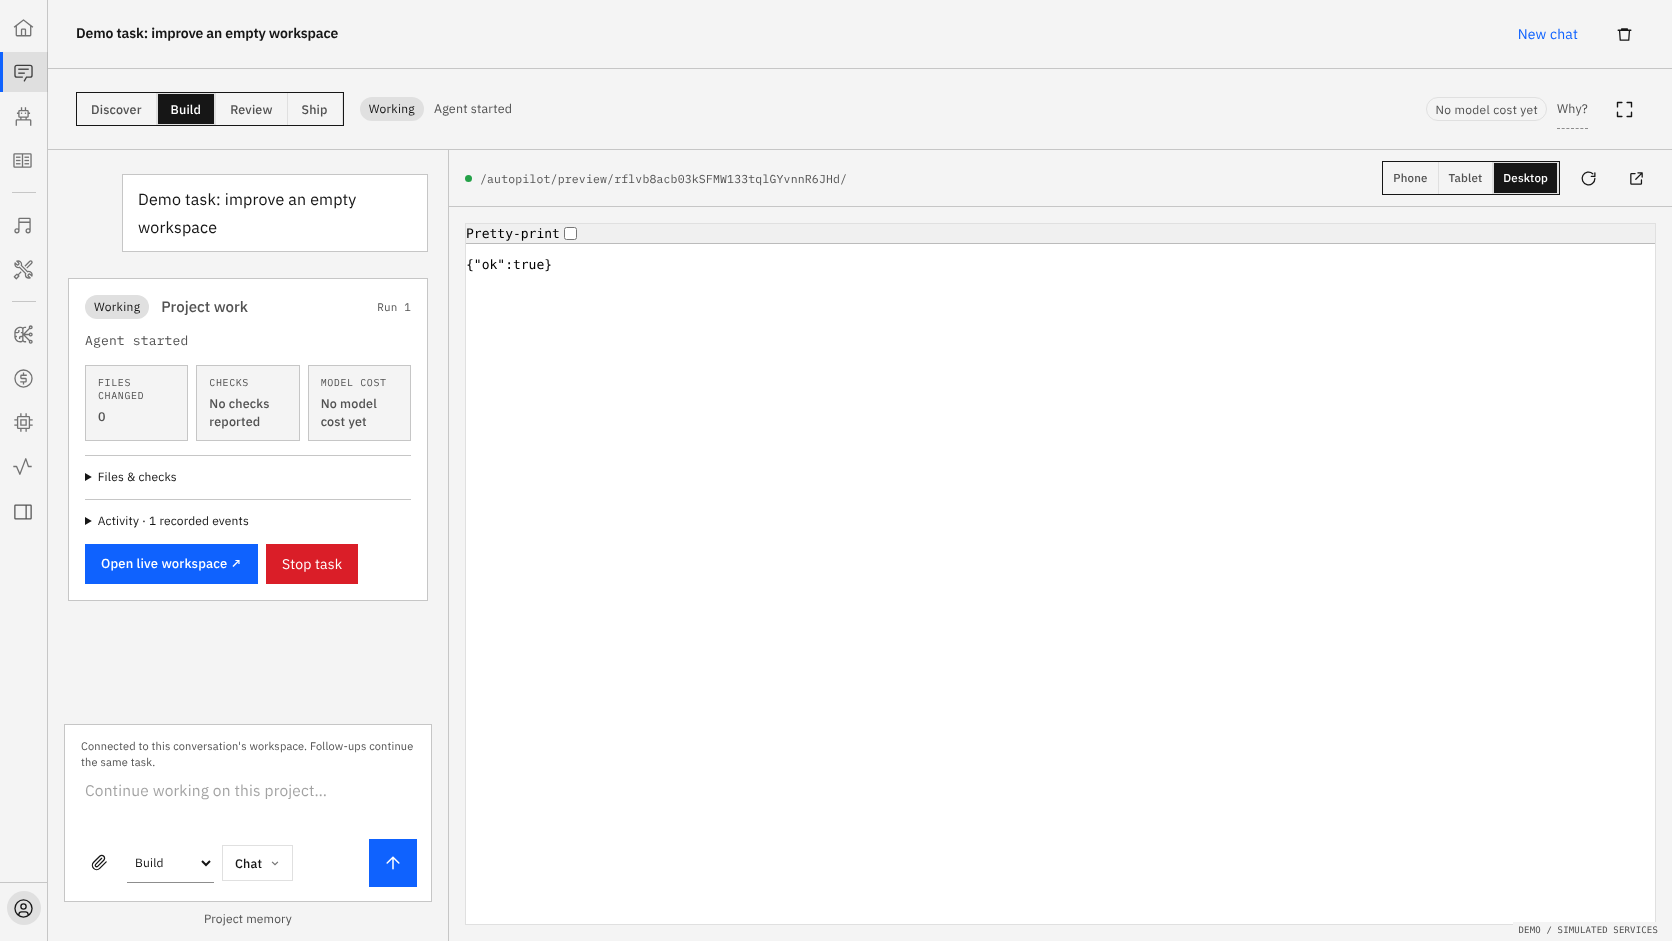 Demo task: improve an empty workspace
New chat
Discover
Build
Review
Ship
Working
Agent started
No model cost yet
Why?
Demo task: improve an empty
workspace
Working
Project work
Run 1
Agent started
FILES
CHANGED
0
CHECKS
No checks
reported
MODEL COST
No model
cost yet
Files & checks
Activity · 1 recorded events
Open live workspace ↗
Stop task
Connected to this conversation's workspace. Follow-ups continue
the same task.
Continue working on this project...
Build
Chat
Project memory
/autopilot/preview/rflvb8acb03kSFMW133tqlGYvnnR6JHd/
Phone
Tablet
Desktop
Pretty-print
{"ok":true}
DEMO / SIMULATED SERVICES